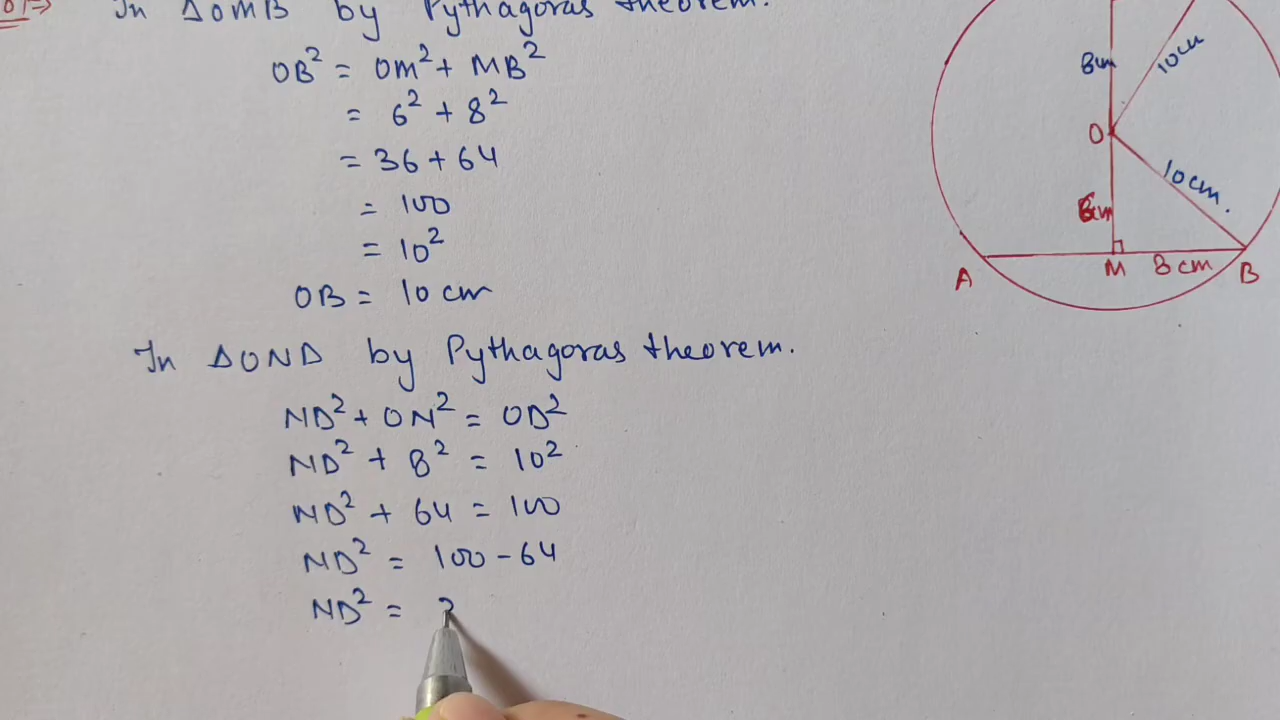 In ΔOMB by Pythagoras theorem.
OB² = OM² + MB²
= 6² + 8²
= 36 + 64
= 100
= 10²
OB = 10 cm
In ΔOND by Pythagoras theorem.
ND² + ON² = OD²
ND² + 8² = 10²
ND² + 64 = 100
ND² = 100 - 64
ND² =
8cm
10cm
O
10cm.
6cm
A
M
8cm
B